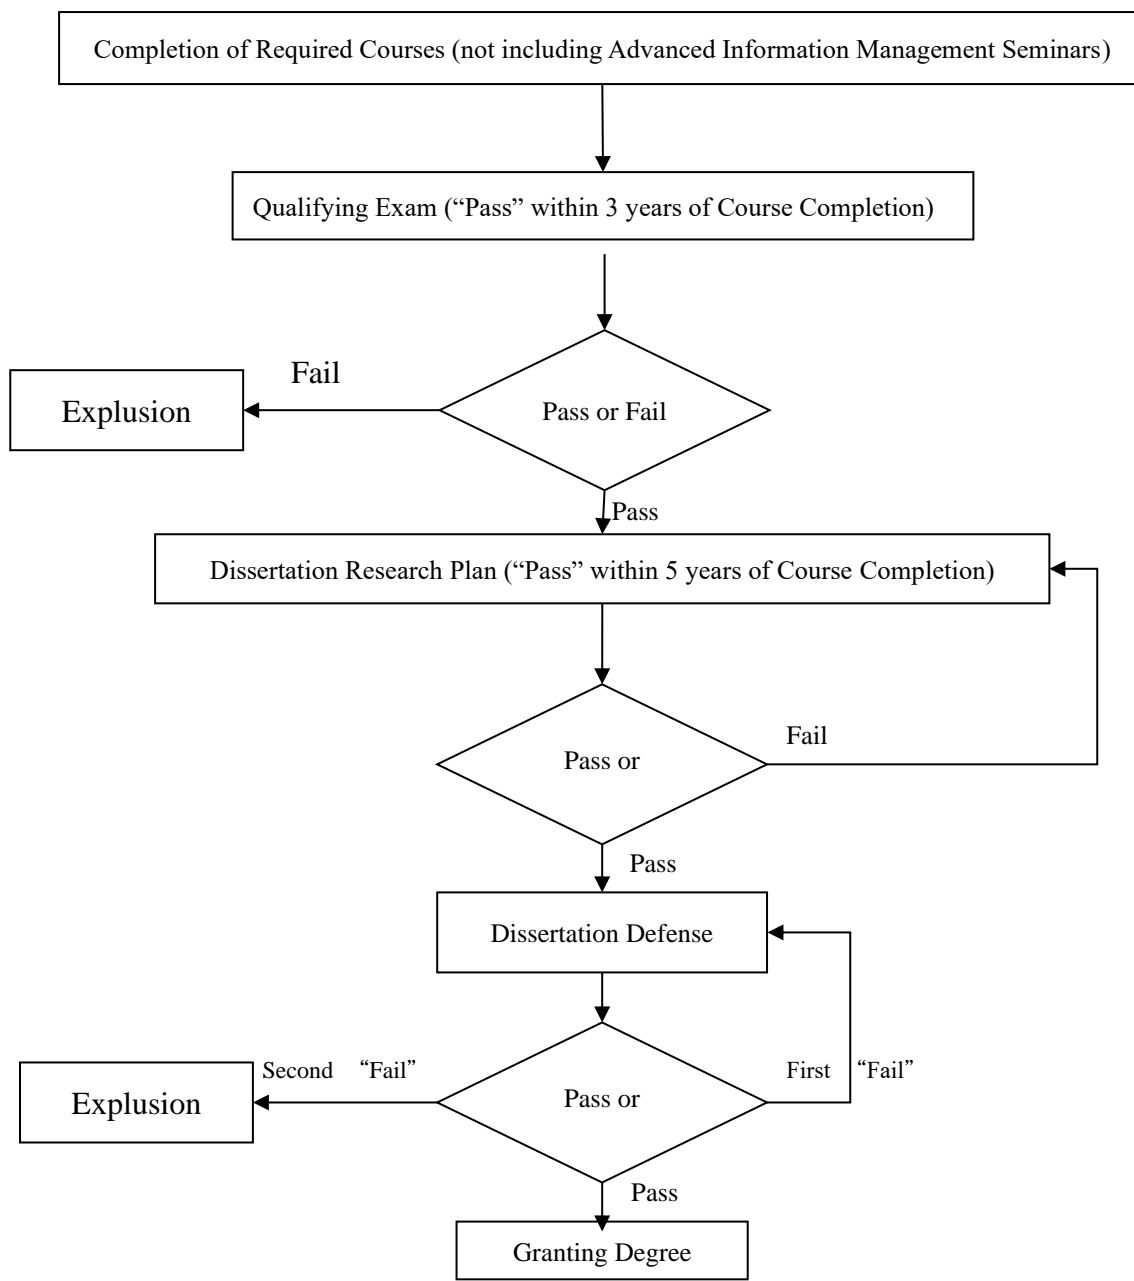 Completion of Required Courses (not including Advanced Information Management Seminars)
Qualifying Exam (“Pass” within 3 years of Course Completion)
Fail
Explusion
Pass or Fail
Pass
Dissertation Research Plan (“Pass” within 5 years of Course Completion)
Fail
Pass or
Pass
Dissertation Defense
Second “Fail”
First “Fail”
Explusion
Pass or
Pass
Granting Degree